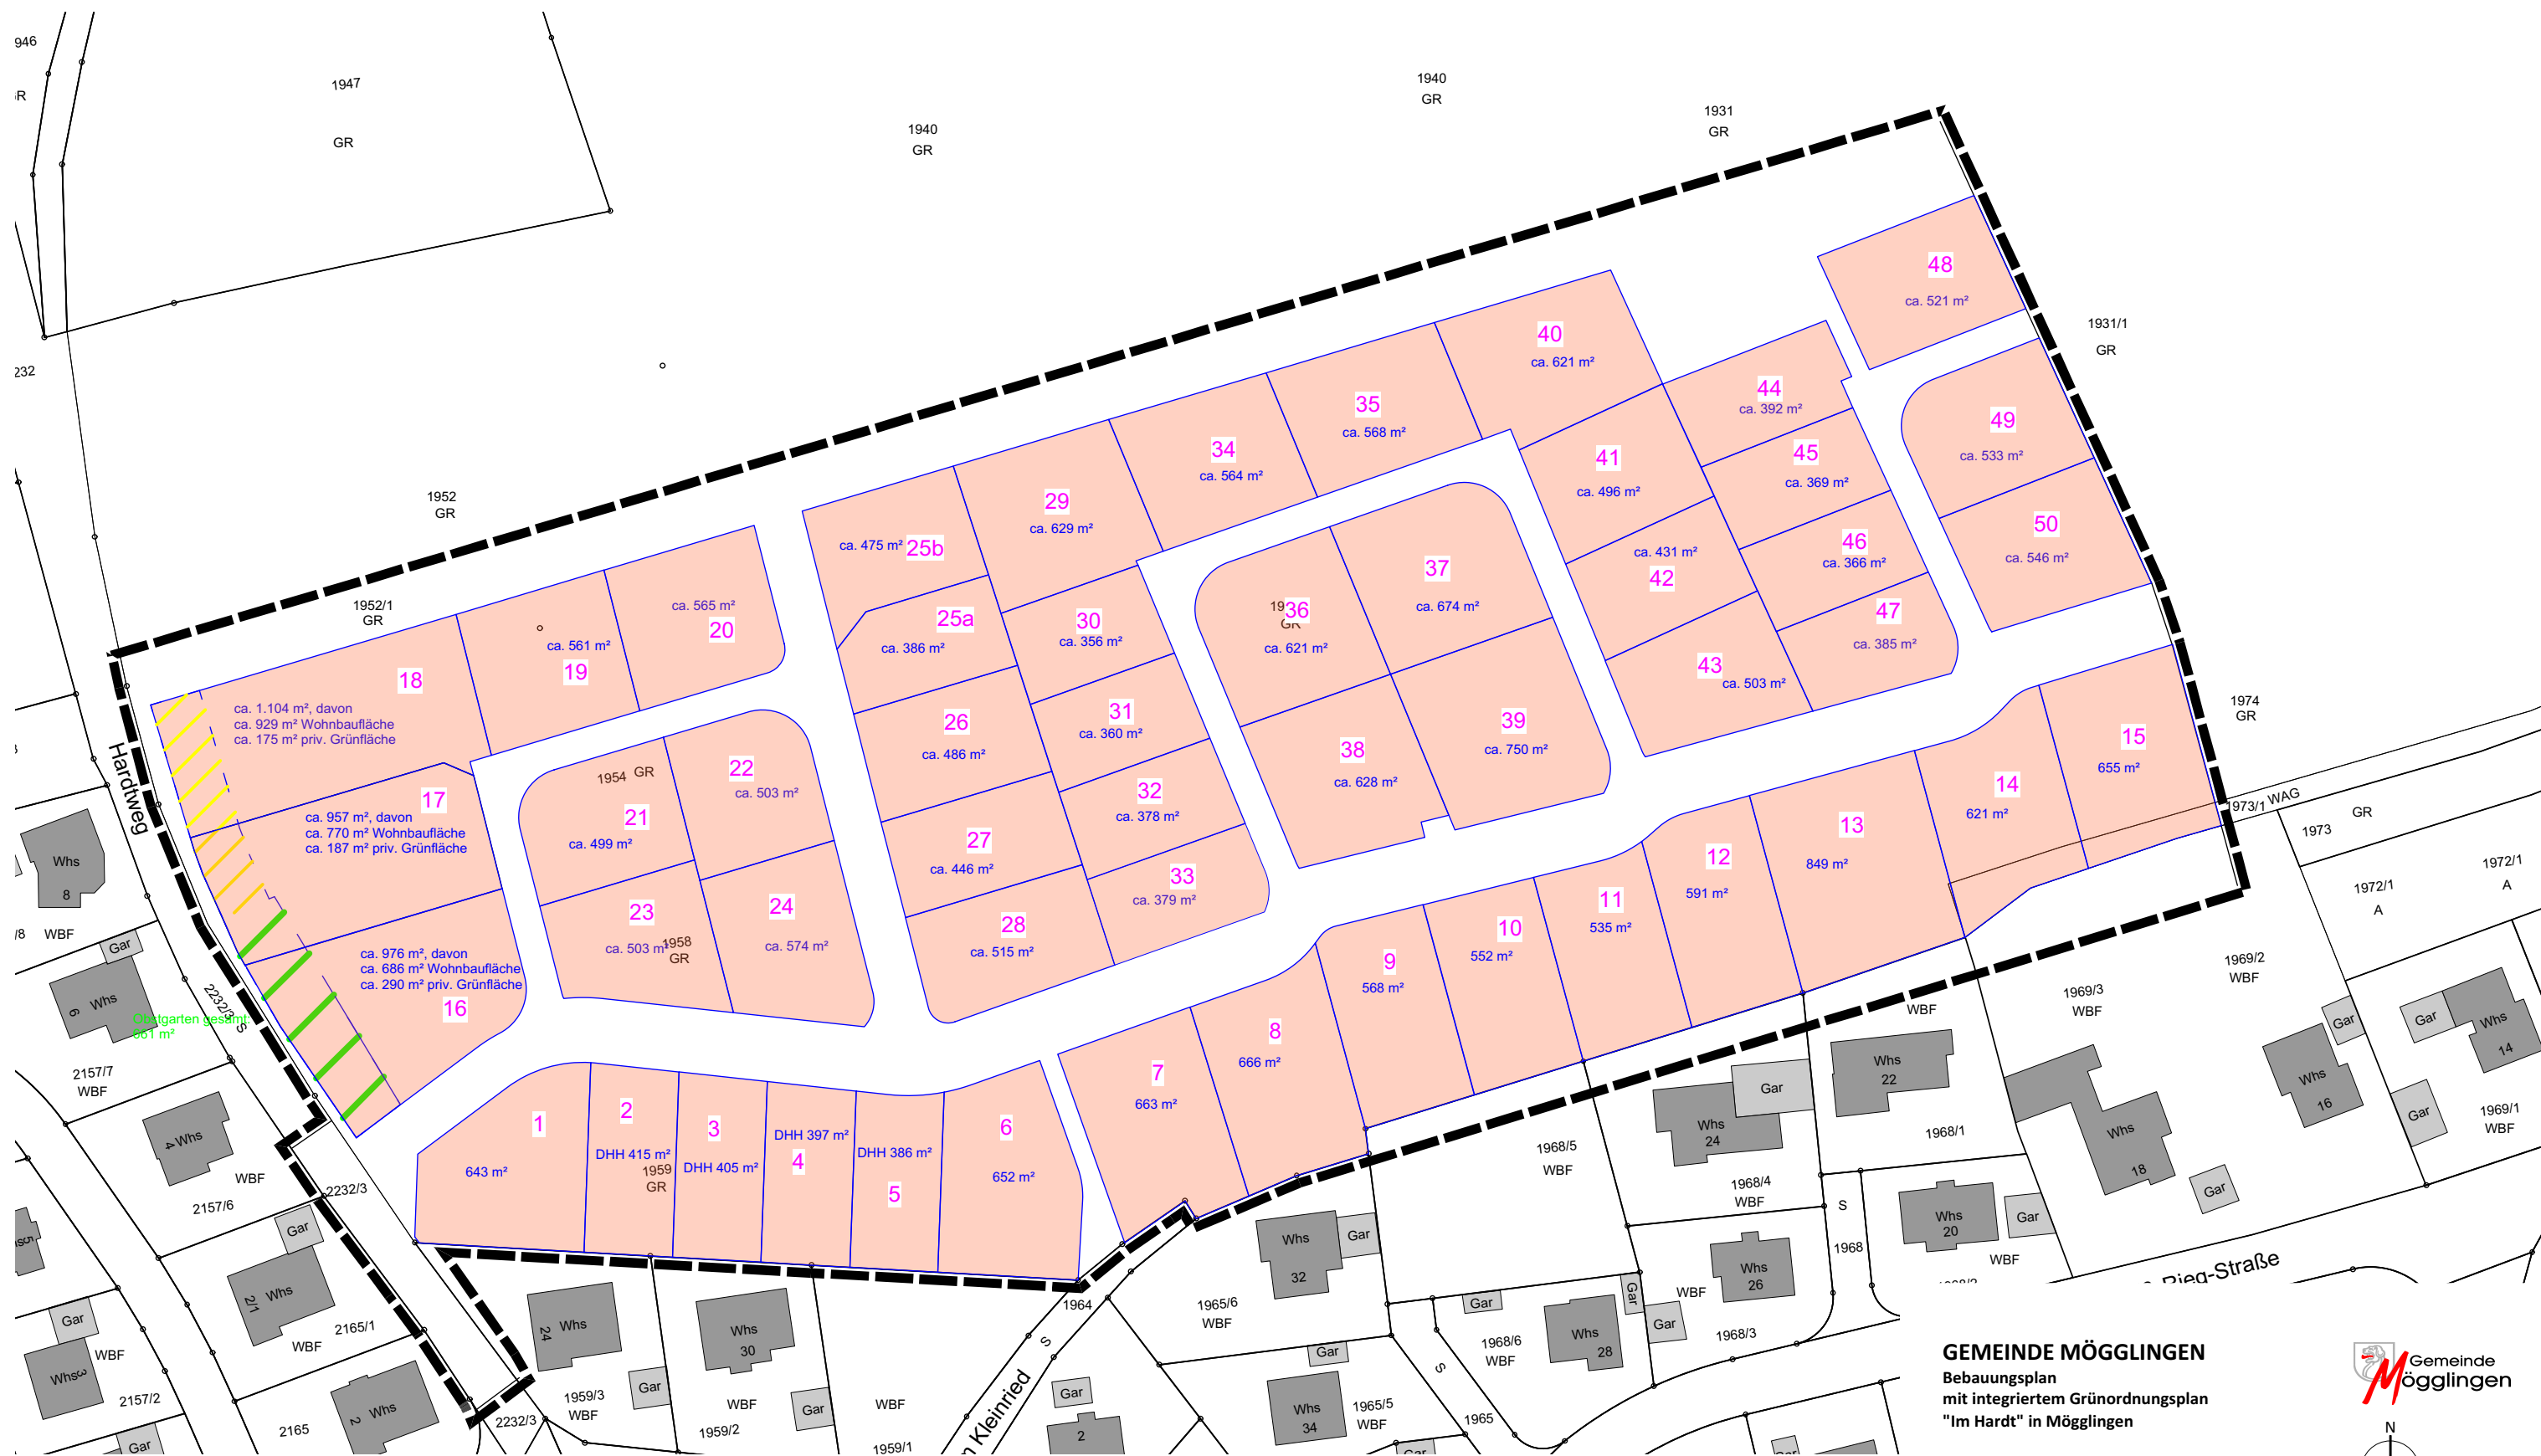 946
1947
GR
1940
GR
1940
GR
1931
GR
232
1952
GR
1952/1
GR
1931/1
GR
1974
GR
48
ca. 521 m²
49
ca. 533 m²
50
ca. 546 m²
40
ca. 621 m²
44
ca. 392 m²
35
ca. 568 m²
45
ca. 369 m²
34
ca. 564 m²
41
ca. 496 m²
46
ca. 366 m²
29
ca. 629 m²
ca. 431 m²
42
47
ca. 385 m²
ca. 475 m² 25b
37
ca. 674 m²
36
GR
ca. 621 m²
43
ca. 503 m²
25a
ca. 386 m²
30
ca. 356 m²
ca. 565 m²
20
ca. 561 m²
19
18
ca. 1.104 m², davon
ca. 929 m² Wohnbaufläche
ca. 175 m² priv. Grünfläche
26
ca. 486 m²
31
ca. 360 m²
38
ca. 628 m²
39
ca. 750 m²
15
655 m²
14
621 m²
17
ca. 957 m², davon
ca. 770 m² Wohnbaufläche
ca. 187 m² priv. Grünfläche
1954 GR
22
ca. 503 m²
21
ca. 499 m²
27
ca. 446 m²
32
ca. 378 m²
13
849 m²
12
591 m²
33
ca. 379 m²
11
535 m²
10
552 m²
9
568 m²
23
ca. 503 m²
1958
GR
24
ca. 574 m²
28
ca. 515 m²
ca. 976 m², davon
ca. 686 m² Wohnbaufläche
ca. 290 m² priv. Grünfläche
16
8
666 m²
7
663 m²
1
643 m²
2
DHH 415 m²
1959
GR
3
DHH 405 m²
DHH 397 m²
4
DHH 386 m²
5
6
652 m²
Hardtweg
2232/3 S
Whs
8
WBF
Gar
Whs
6
2157/7
WBF
Whs
4
WBF
2157/6
2232/3
Gar
Whs
2/1
WBF
2165/1
Gar
Whs
3
WBF
2157/2
Gar
2165
Whs
2
2232/3
Whs
24
1959/3
WBF
Gar
Whs
30
WBF
1959/2
Gar
WBF
1959/1
1964
S
Kleinried
Gar
2
1965/6
WBF
Whs
32
Gar
Gar
Whs
34
1965/5
WBF
1965
S
Gar
1968/5
WBF
Gar
1968/6
WBF
Whs
28
Gar
Gar
WBF
Whs
26
1968/3
Whs
24
Gar
1968/4
WBF
Whs
22
WBF
1968/1
S
1968
Whs
20
Gar
WBF
1969/3
WBF
Whs
18
Gar
1969/2
WBF
Whs
16
Gar
Gar
Whs
14
Gar
1969/1
WBF
1973/1 WAG
1973
GR
1972/1
A
1972/1
A
GEMEINDE MÖGGLINGEN
Bebauungsplan
mit integriertem Grünordnungsplan
"Im Hardt" in Mögglingen
Gemeinde
Mögglingen
N